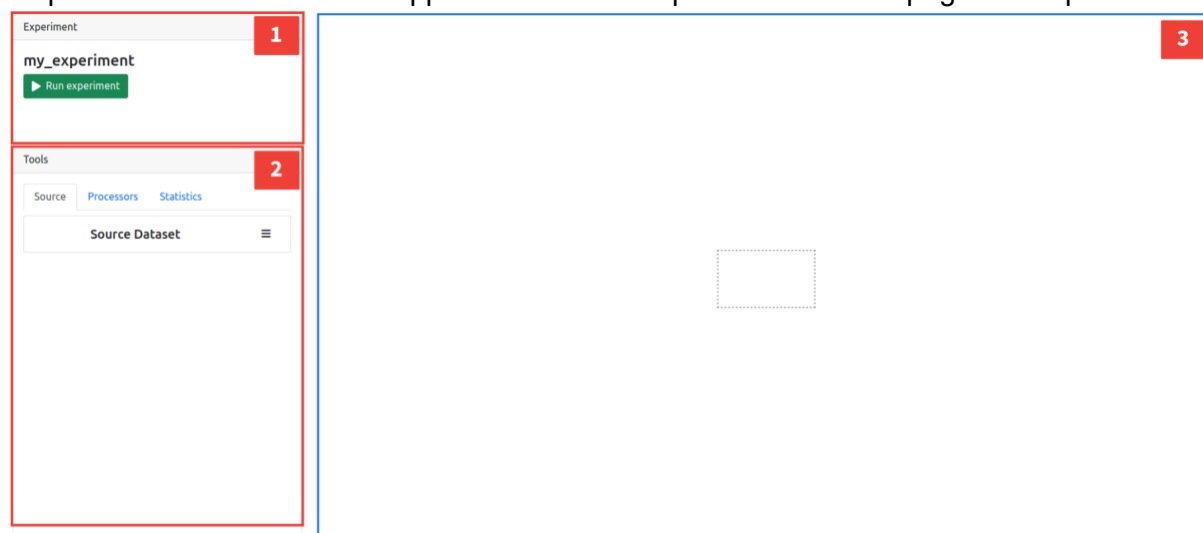 Experiment
1
my_experiment
Run experiment
Tools
2
Source Processors Statistics
Source Dataset
3